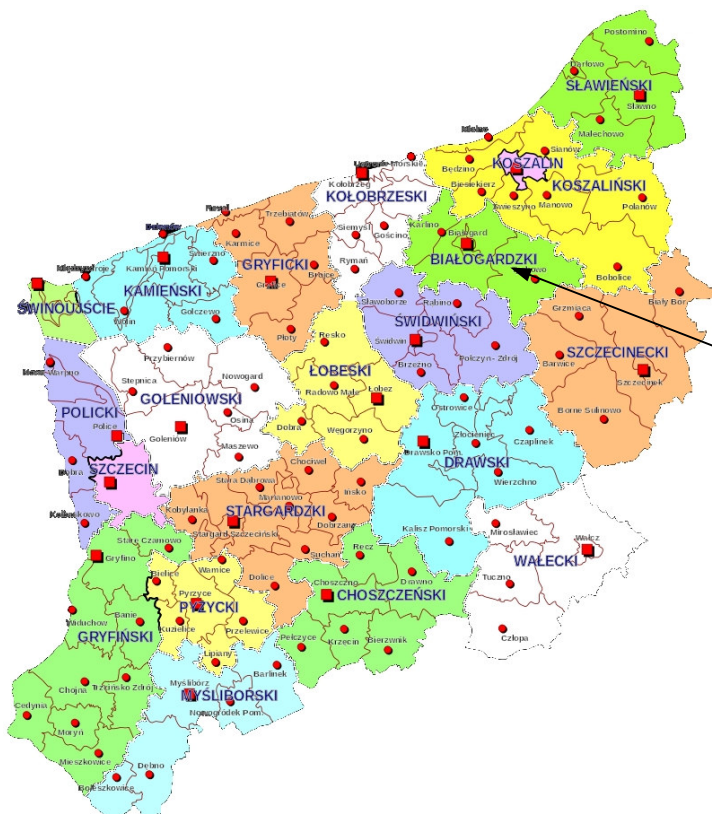 Postomino
Darłowo
SŁAWIEŃSKI
Sławno
Malechowo
Mielno
Sianów
KOSZALIN
Będzino
Ustronie Morskie
Kołobrzeg
KOŁOBRZESKI
Biesiekierz
KOSZALIŃSKI
Świeszyno
Manowo
Polanów
Rewal
Trzebiatów
Siemyśl
Gościno
Karlino
Białogard
BIAŁOGARDZKI
Karnice
Rymań
Bobolice
Międzyzdroje
Kamień Pomorski
Świerzno
GRYFICKI
Gryfice
Brojce
KAMIEŃSKI
ŚWINOUJŚCIE
Wolin
Golczewo
Płoty
Sławoborze
Rąbino
ŚWIDWIŃSKI
Świdwin
Brzeżno
Połczyn- Zdrój
Grzmiąca
Biały Bór
SZCZECINECKI
Barwice
Szczecinek
Borne Sulinowo
Resko
ŁOBESKI
Radowo Małe
Łobez
Dobra
Węgorzyno
Przybiernów
Stepnica
Nowogard
GOLENIOWSKI
Osina
Goleniów
Maszewo
Nowe Warpno
POLICKI
Police
SZCZECIN
Dobra
Kołbaskowo
Ostrowice
Złocieniec
Czaplinek
Drawsko Pom.
DRAWSKI
Wierzchno
Kalisz Pomorski
Chociwel
Stara Dąbrowa
Marianowo
Ińsko
Kobylanka
STARGARDZKI
Dobrzany
Stargard Szczeciński
Suchań
Stare Czarnowo
Gryfino
Warnice
Dolice
Mirosławiec
Wałcz
WAŁECKI
Tuczno
Człopa
Recz
Choszczno
Drawno
CHOSZCZEŃSKI
Pełczyce
Krzęcin
Bierzwnik
Bielice
Pyrzyce
PYRZYCKI
Kozielice
Przelewice
Lipiany
Widuchow
Banie
GRYFIŃSKI
Chojna
Trzcińsko Zdrój
Cedynia
Moryń
Mieszkowice
Myślibórz
Barlinek
MYŚLIBORSKI
Nowogródek Pom.
Dębno
Boleszkowice